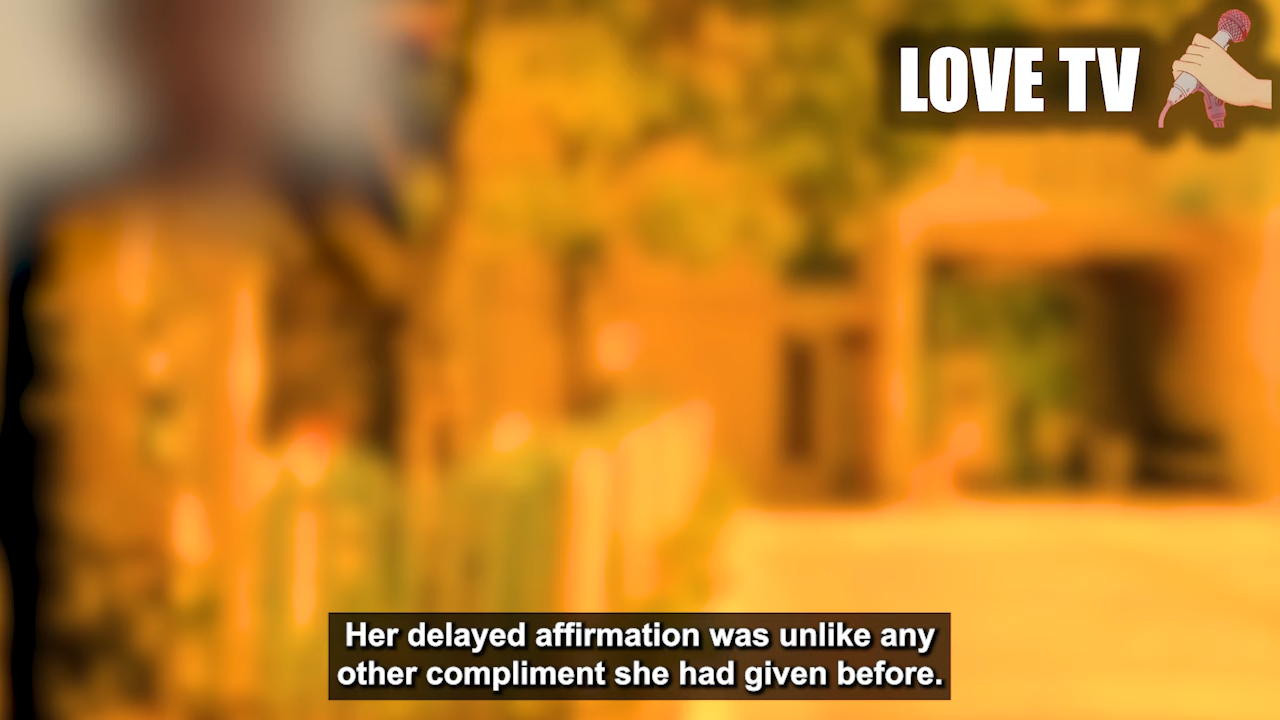 LOVE TV
Her delayed affirmation was unlike any
other compliment she had given before.